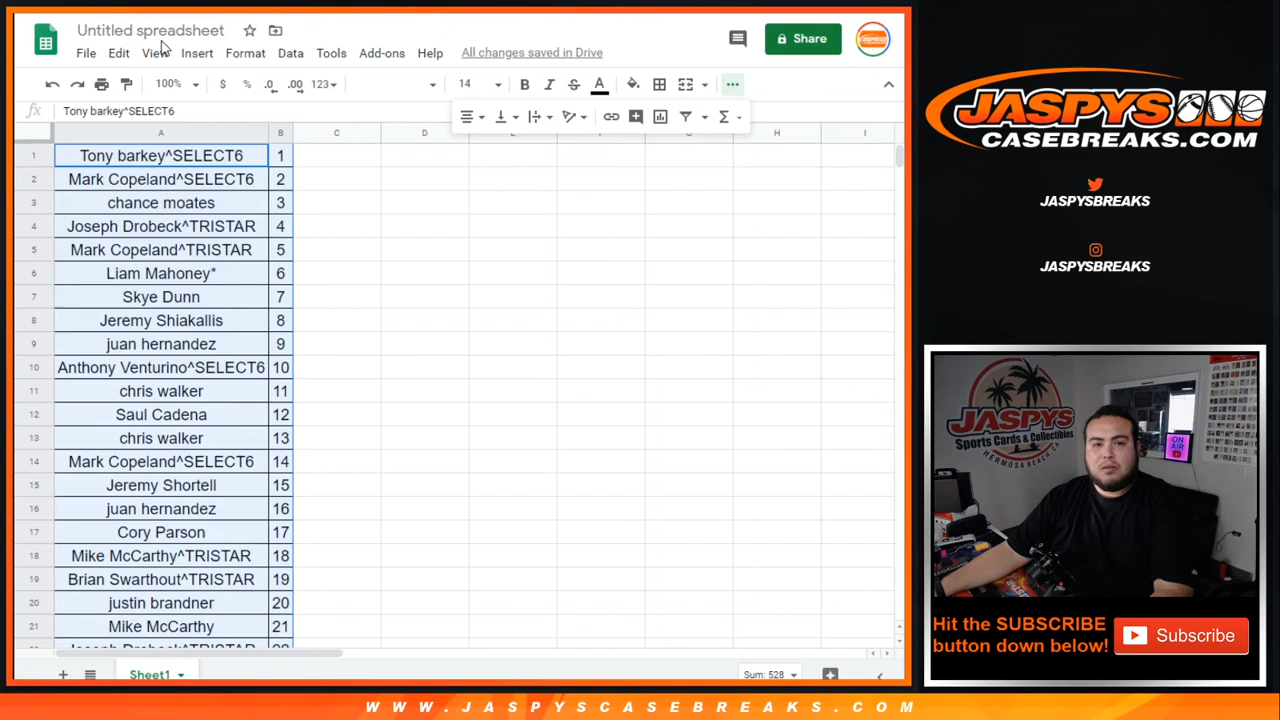 Untitled spreadsheet
File Edit View Insert Format Data Tools Add-ons Help All changes saved in Drive
Share
100% $ % .0 .00 123 14 B I S A
fx Tony barkey^SELECT6
A B C D H I
1 Tony barkey^SELECT6 1
2 Mark Copeland^SELECT6 2
3 chance moates 3
4 Joseph Drobeck^TRISTAR 4
5 Mark Copeland^TRISTAR 5
6 Liam Mahoney* 6
7 Skye Dunn 7
8 Jeremy Shiakallis 8
9 juan hernandez 9
10 Anthony Venturino^SELECT6 10
11 chris walker 11
12 Saul Cadena 12
13 chris walker 13
14 Mark Copeland^SELECT6 14
15 Jeremy Shortell 15
16 juan hernandez 16
17 Cory Parson 17
18 Mike McCarthy^TRISTAR 18
19 Brian Swarthout^TRISTAR 19
20 justin brandner 20
21 Mike McCarthy 21
Sheet1
Sum: 528
JASPYS
CASEBREAKS.COM
JASPYSBREAKS
JASPYSBREAKS
JASPYS
Sports Cards & Collectibles
HERMOSA BEACH CA
ON AIR
Hit the SUBSCRIBE
button down below!
Subscribe
WWW.JASPYSCASEBREAKS.COM